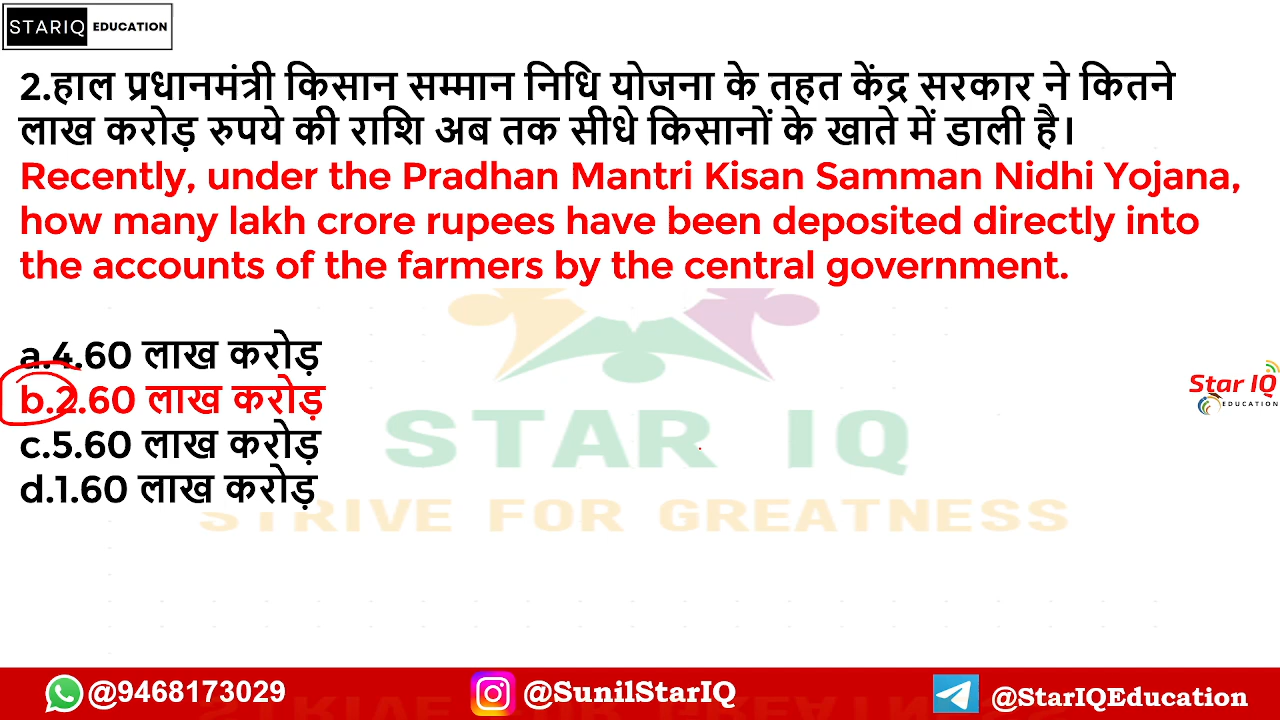 STARIQ EDUCATION
2.हाल प्रधानमंत्री किसान सम्मान निधि योजना के तहत केंद्र सरकार ने कितने
लाख करोड़ रुपये की राशि अब तक सीधे किसानों के खाते में डाली है।
Recently, under the Pradhan Mantri Kisan Samman Nidhi Yojana,
how many lakh crore rupees have been deposited directly into
the accounts of the farmers by the central government.
a.4.60 लाख करोड़
b.2.60 लाख करोड़
Star IQ
EDUCATION
c.5.60 लाख करोड़
d.1.60 लाख करोड़
STAR IQ
STRIVE FOR GREATNESS
@9468173029 @SunilStarIQ @StarIQEducation